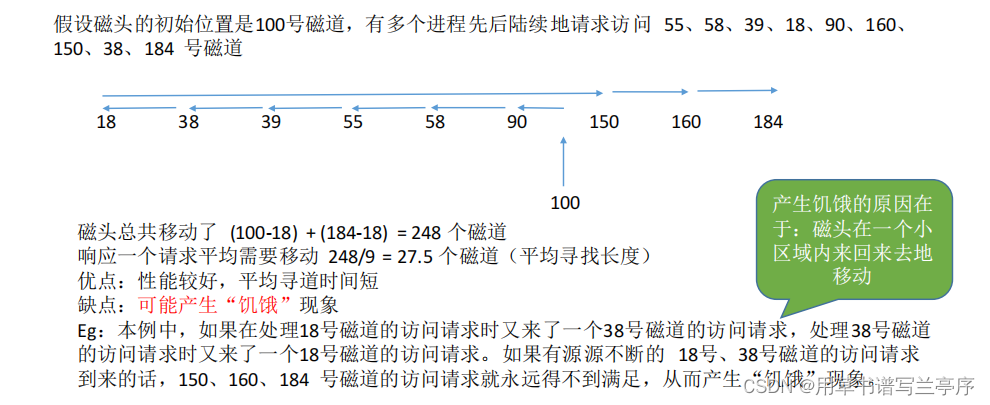 假设磁头的初始位置是100号磁道，有多个进程先后陆续地请求访问 55、58、39、18、90、160、
150、38、184 号磁道
18 38 39 55 58 90 150 160 184
100
产生饥饿的原因在
于：磁头在一个小
区域内来回来去地
移动
磁头总共移动了 (100-18) + (184-18) = 248 个磁道
响应一个请求平均需要移动 248/9 = 27.5 个磁道（平均寻找长度）
优点：性能较好，平均寻道时间短
缺点：可能产生“饥饿”现象
Eg：本例中，如果在处理18号磁道的访问请求时又来了一个38号磁道的访问请求，处理38号磁道
的访问请求时又来了一个18号磁道的访问请求。如果有源源不断的 18号、38号磁道的访问请求
到来的话，150、160、184 号磁道的访问请求就永远得不到满足，从而产生“饥饿”现象
CSDN @用草书谱写兰亭序